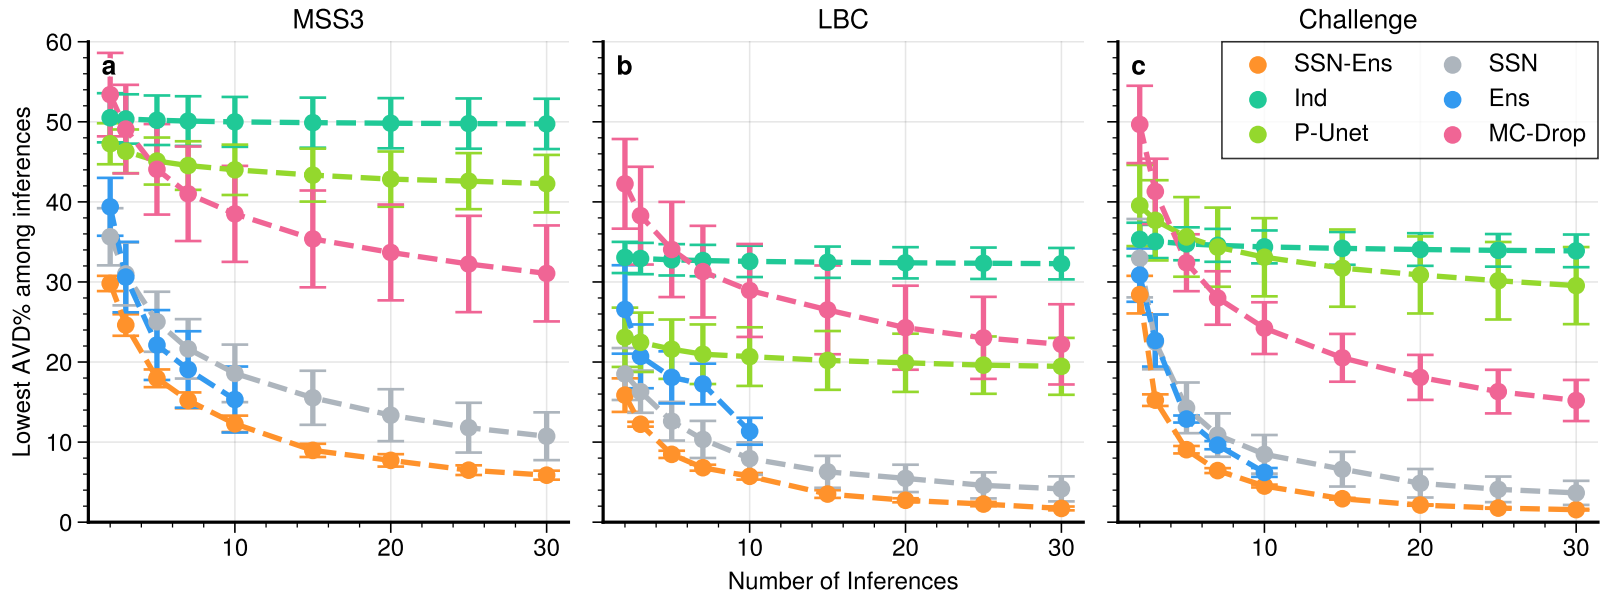 MSS3
LBC
Challenge
a
b
c
SSN-Ens
SSN
Ind
Ens
P-Unet
MC-Drop
60
50
40
30
20
10
0
Lowest AVD% among inferences
10 20 30
10 20 30
10 20 30
Number of Inferences